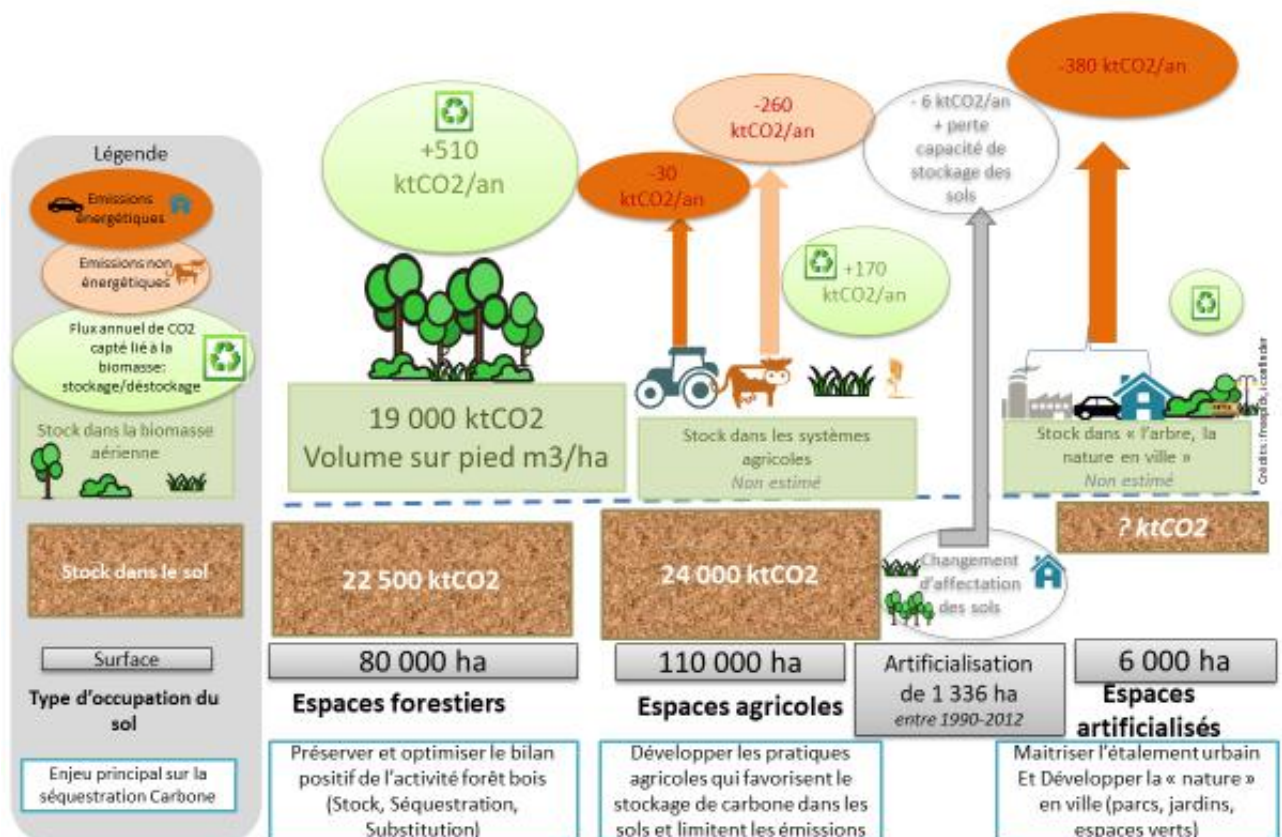 Légende
Emissions
énergétiques
Emissions non
énergétiques
Flux annuel de CO2
capté lié à la
biomasse:
stockage/déstockage
Stock dans la biomasse
aérienne
Stock dans le sol
Surface
Type d'occupation du
sol
Enjeu principal sur la
séquestration Carbone
+510
ktCO2/an
19 000 ktCO2
Volume sur pied m3/ha
22 500 ktCO2
80 000 ha
Espaces forestiers
Préserver et optimiser le bilan
positif de l'activité forêt bois
(Stock, Séquestration,
Substitution)
-30
ktCO2/an
-260
ktCO2/an
+170
ktCO2/an
Stock dans les systèmes
agricoles
Non estimé
24 000 ktCO2
110 000 ha
Espaces agricoles
Développer les pratiques
agricoles qui favorisent le
stockage de carbone dans les
sols et limitent les émissions
- 6 ktCO2/an
+ perte
capacité de
stockage des
sols
Changement
d'affectation
des sols
Artificialisation
de 1 336 ha
entre 1990-2012
-380 ktCO2/an
Stock dans « l'arbre, la
nature en ville »
Non estimé
? ktCO2
6 000 ha
Espaces
artificialisés
Maitriser l'étalement urbain
Et Développer la « nature »
en ville (parcs, jardins,
espaces verts)
Crédits : freepick, iconfinder